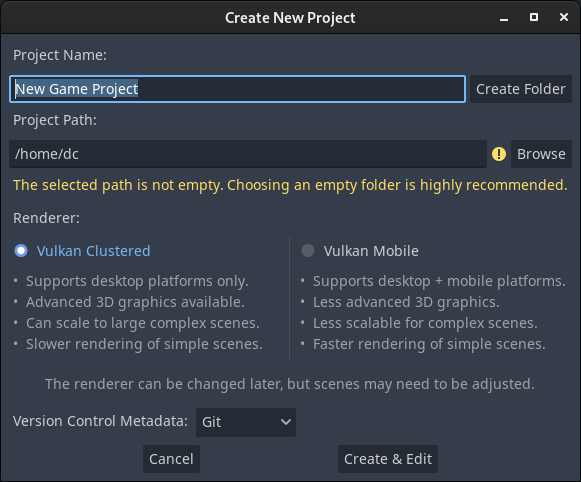 Create New Project
Project Name:
New Game Project
Create Folder
Project Path:
/home/dc
Browse
The selected path is not empty. Choosing an empty folder is highly recommended.
Renderer:
Vulkan Clustered
• Supports desktop platforms only.
• Advanced 3D graphics available.
• Can scale to large complex scenes.
• Slower rendering of simple scenes.
Vulkan Mobile
• Supports desktop + mobile platforms.
• Less advanced 3D graphics.
• Less scalable for complex scenes.
• Faster rendering of simple scenes.
The renderer can be changed later, but scenes may need to be adjusted.
Version Control Metadata: Git
Cancel
Create & Edit